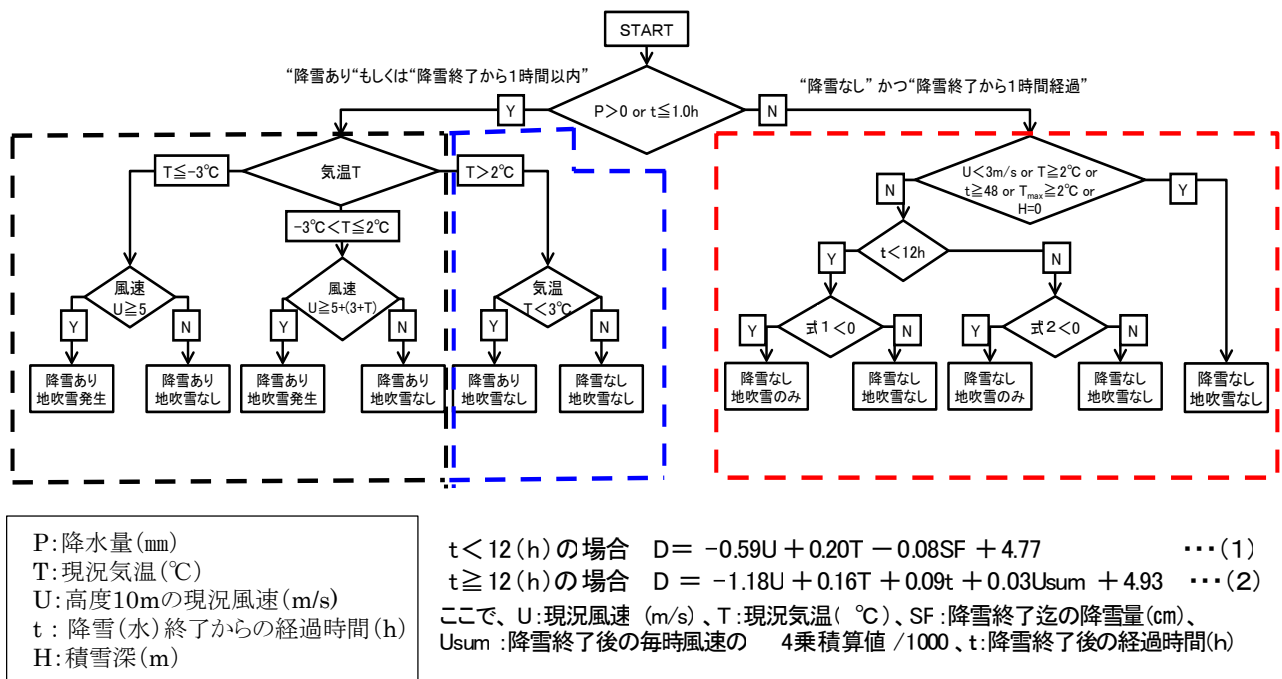 START
“降雪あり“もしくは“降雪終了から1時間以内”
“降雪なし” かつ“降雪終了から1時間経過”
P>0 or t≦1.0h
Y
N
T≦-3℃
気温T
T>2℃
-3℃<T≦2℃
U<3m/s or T≧2℃ or
t≧48 or Tmax≧2℃ or
H=0
N
Y
t<12h
Y
N
風速
U≧5
風速
U≧5+(3+T)
気温
T<3℃
式1<0
式2<0
Y
N
Y
N
Y
N
Y
N
Y
N
降雪あり
地吹雪発生
降雪あり
地吹雪なし
降雪あり
地吹雪発生
降雪あり
地吹雪なし
降雪あり
地吹雪なし
降雪なし
地吹雪なし
降雪なし
地吹雪のみ
降雪なし
地吹雪なし
降雪なし
地吹雪のみ
降雪なし
地吹雪なし
降雪なし
地吹雪なし
P:降水量(㎜)
T:現況気温(℃)
U:高度10mの現況風速(m/s)
t : 降雪(水)終了からの経過時間(h)
H:積雪深(m)
t<12(h)の場合 D= -0.59U+0.20T-0.08SF+4.77 ・・・(1)
t≧12(h)の場合 D = -1.18U+0.16T+0.09t+0.03Usum+4.93 ・・・(2)
ここで、U:現況風速 (m/s)、T:現況気温( ℃)、SF:降雪終了迄の降雪量(㎝)、
Usum :降雪終了後の毎時風速の 4乗積算値 /1000 、t:降雪終了後の経過時間(h)